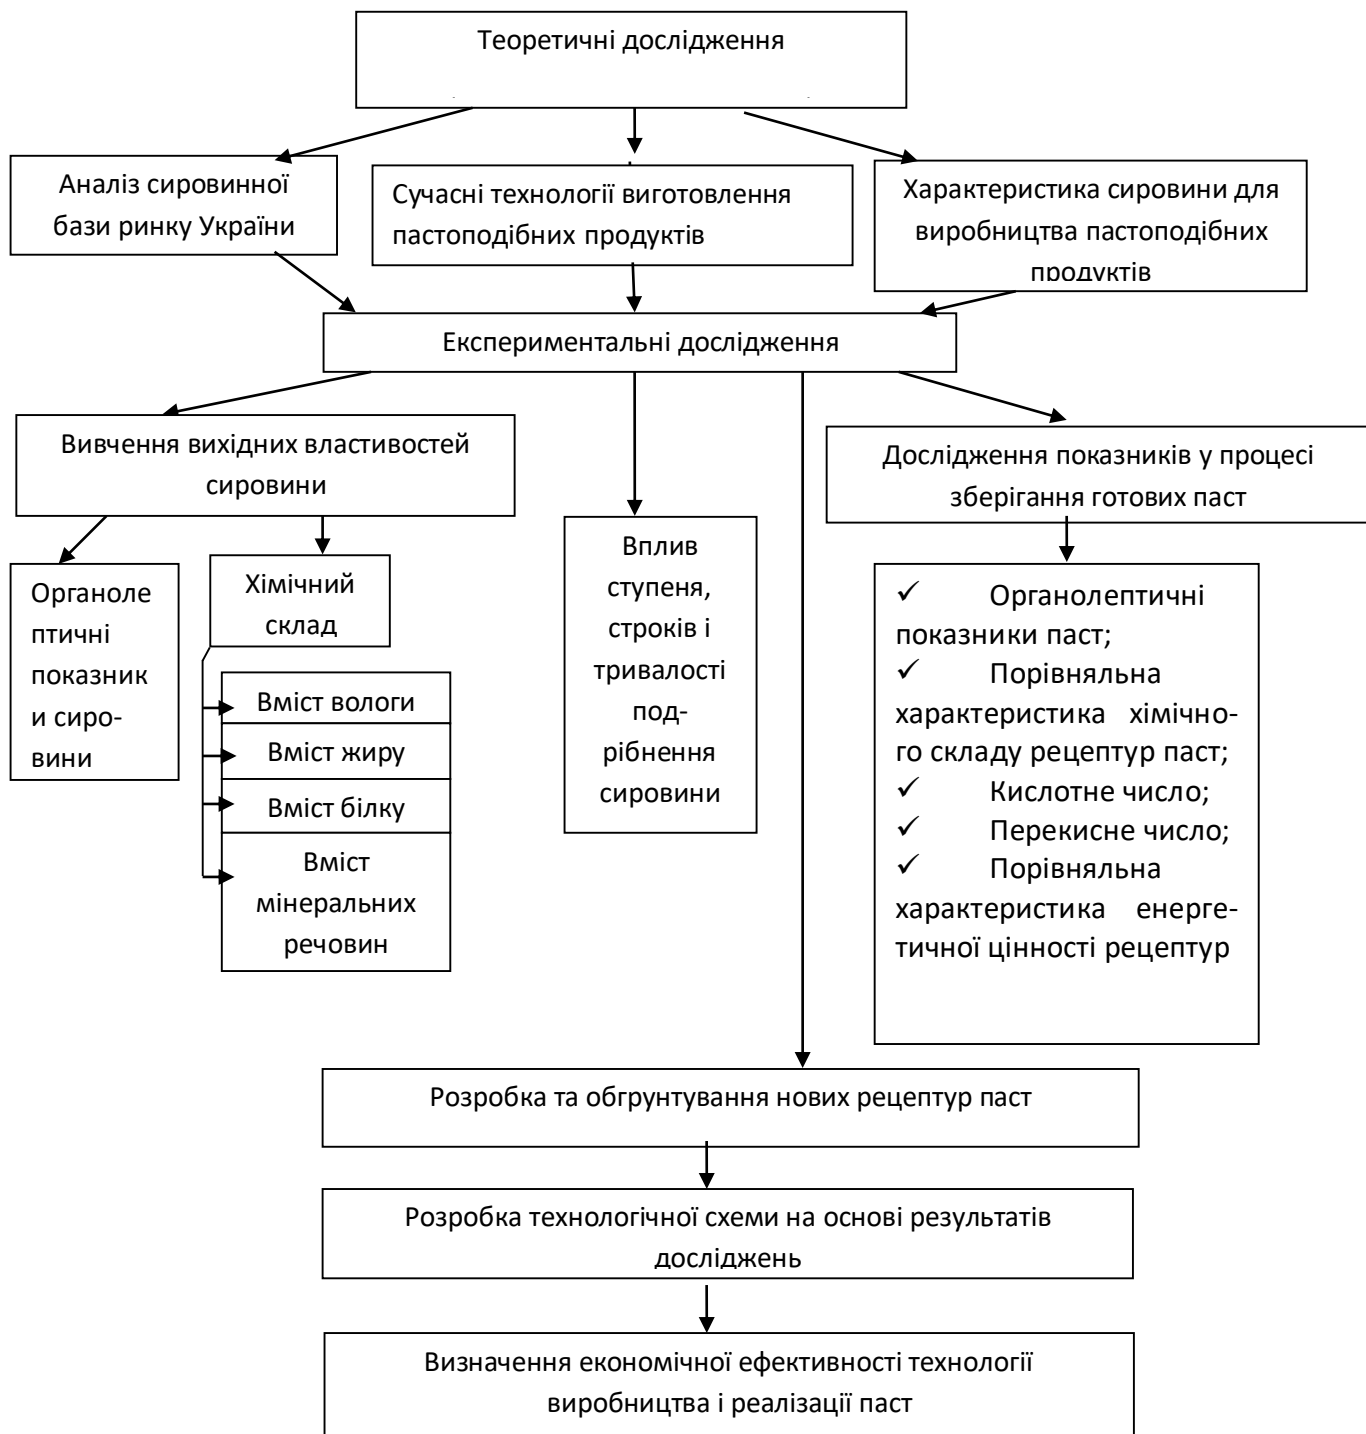 Теоретичні дослідження
Аналіз сировинної
бази ринку України
Сучасні технології виготовлення
пастоподібних продуктів
Характеристика сировини для
виробництва пастоподібних
продуктів
Експериментальні дослідження
Вивчення вихідних властивостей
сировини
Дослідження показників у процесі
зберігання готових паст
Органоле
птичні
показник
и сиро-
вини
Хімічний
склад
Вміст вологи
Вміст жиру
Вміст білку
Вміст
мінеральних
речовин
Вплив
ступеня,
строків і
тривалості
под-
рібнення
сировини
✓ Органолептичні
показники паст;
✓ Порівняльна
характеристика хімічно-
го складу рецептур паст;
✓ Кислотне число;
✓ Перекисне число;
✓ Порівняльна
характеристика енерге-
тичної цінності рецептур
Розробка та обгрунтування нових рецептур паст
Розробка технологічної схеми на основі результатів
досліджень
Визначення економічної ефективності технології
виробництва і реалізації паст